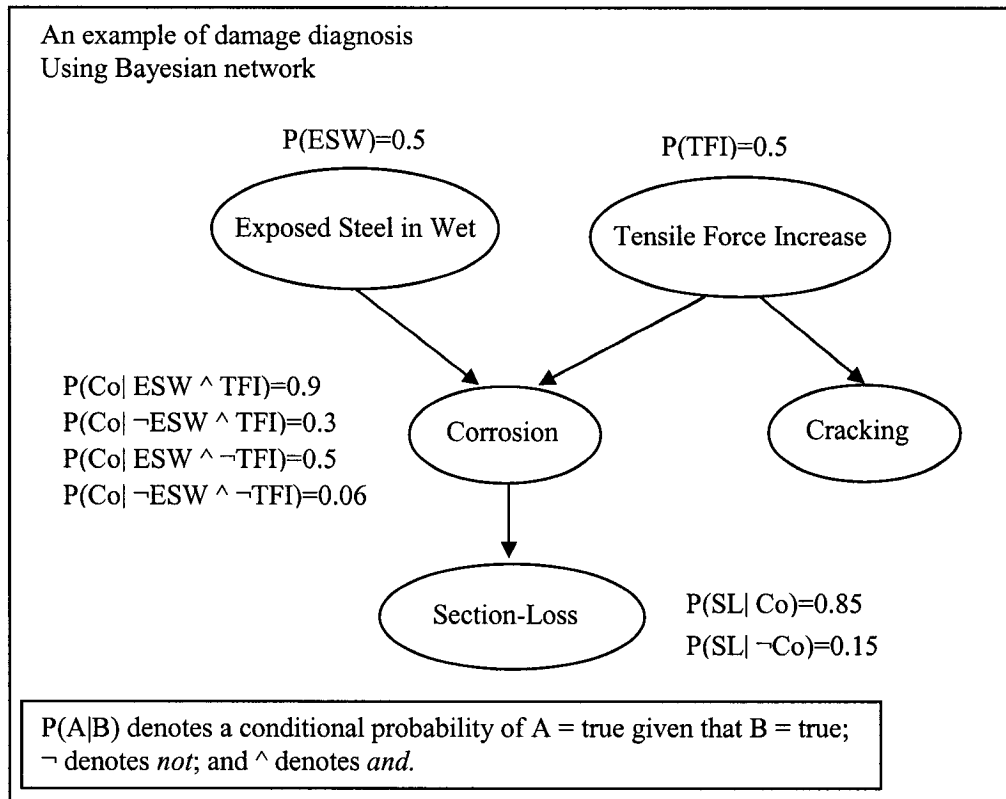 An example of damage diagnosis
Using Bayesian network
P(ESW)=0.5
P(TFI)=0.5
Exposed Steel in Wet
Tensile Force Increase
P(Co| ESW ^ TFI)=0.9
P(Co| ¬ESW ^ TFI)=0.3
P(Co| ESW ^ ¬TFI)=0.5
P(Co| ¬ESW ^ ¬TFI)=0.06
Corrosion
Cracking
Section-Loss
P(SL| Co)=0.85
P(SL| ¬Co)=0.15
P(A|B) denotes a conditional probability of A = true given that B = true;
¬ denotes not; and ^ denotes and.